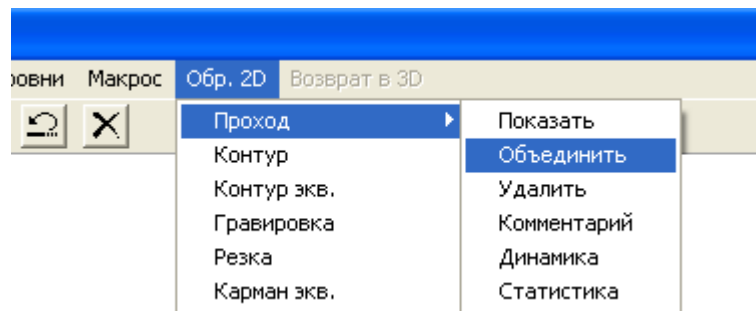 ровни Макрос Обр. 2D Возврат в 3D
Проход Показать
Контур Объединить
Контур экв. Удалить
Гравировка Комментарий
Резка Динамика
Карман экв. Статистика